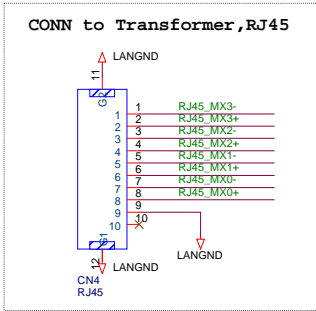 CONN to Transformer,RJ45
LANGND
11
G2
1 1 RJ45_MX3-
2 2 RJ45_MX3+
3 3 RJ45_MX2-
4 4 RJ45_MX2+
5 5 RJ45_MX1-
6 6 RJ45_MX1+
7 7 RJ45_MX0-
8 8 RJ45_MX0+
9 9
10 10
G1
12
LANGND
LANGND
CN4
RJ45